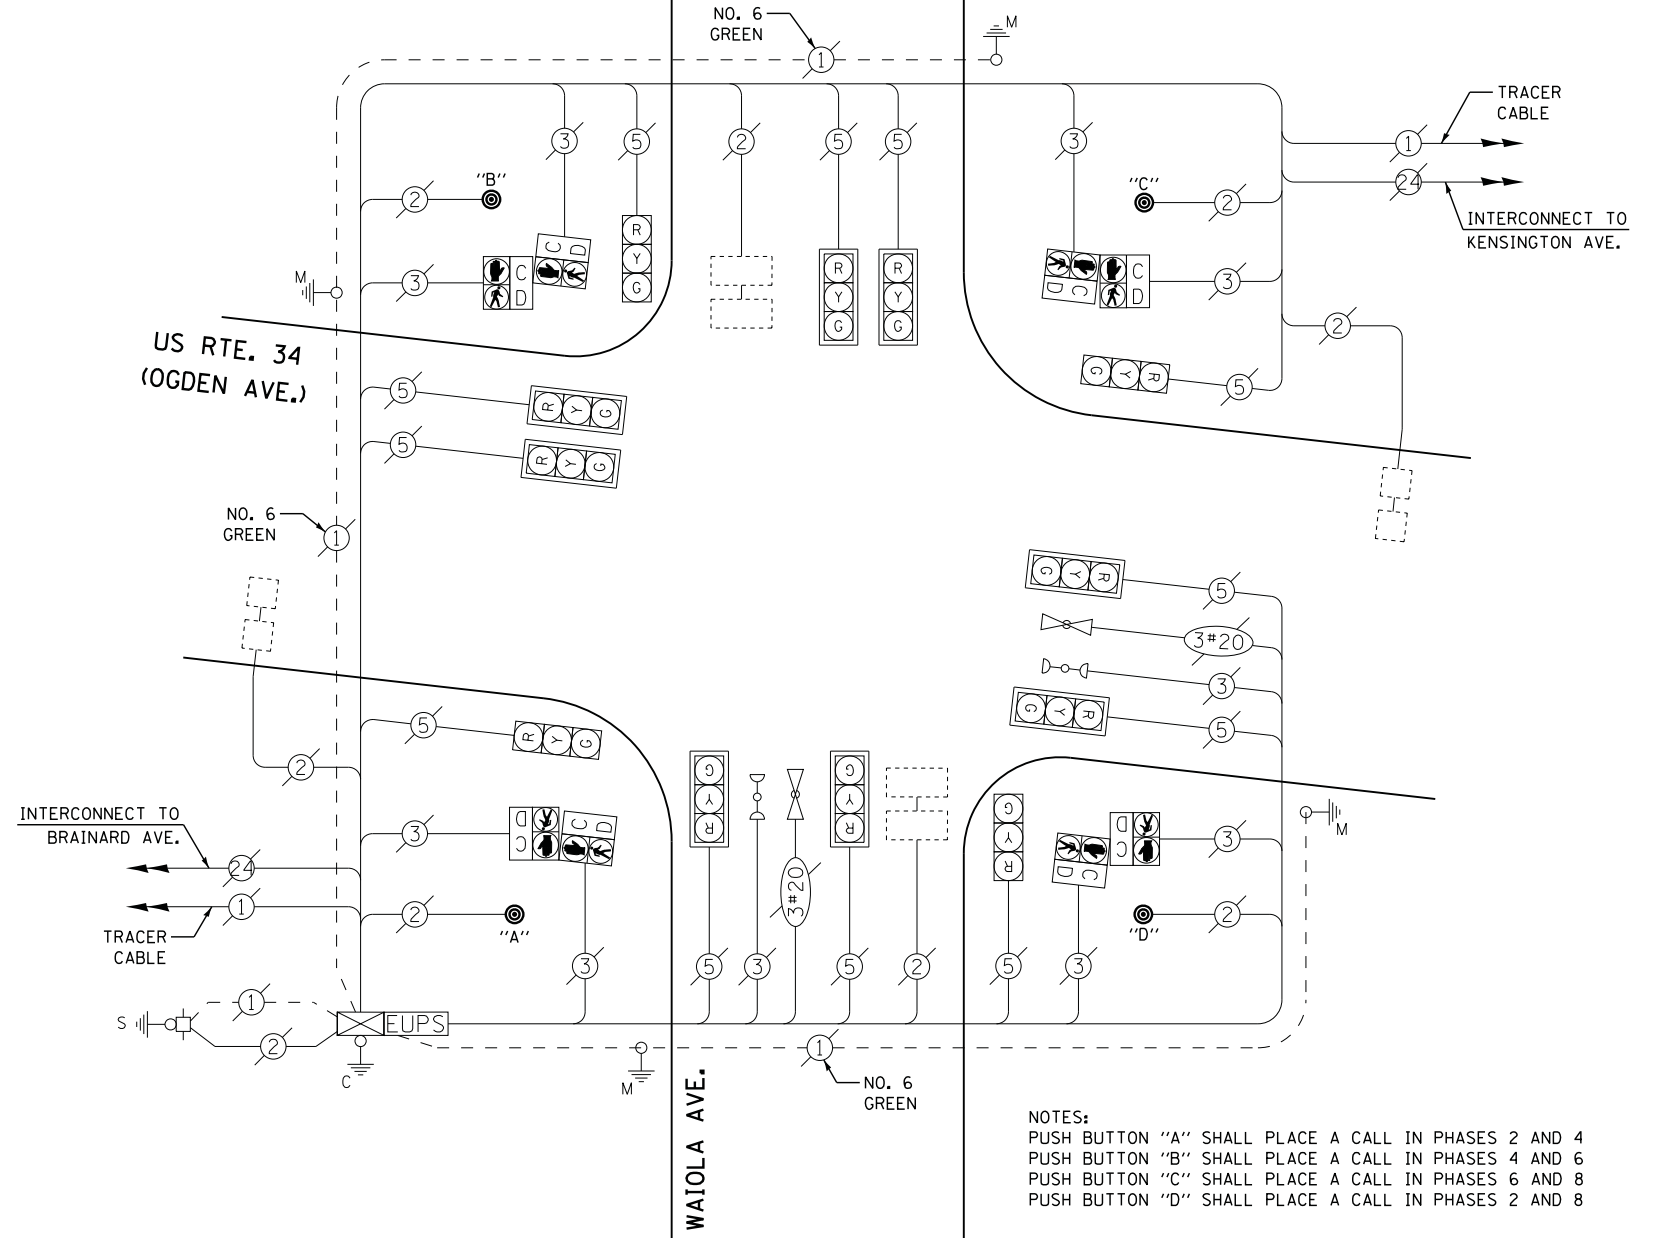 NO. 6
GREEN
1
M
TRACER
CABLE
3
5
2
5
5
3
1
"B"
2
"C"
2
24
INTERCONNECT TO
KENSINGTON AVE.
R
Y
G
C
D
C
D
3
M
R
Y
G
R
Y
G
C
D
C
D
3
2
US RTE. 34
(OGDEN AVE.)
5
R Y G
5
R Y G
G Y R
5
NO. 6
GREEN
1
G Y R
5
3#20
3
G Y R
5
5
R Y G
2
INTERCONNECT TO
BRAINARD AVE.
24
3
D
C
C
D
G
Y
R
G
Y
R
G
Y
R
D
C
C
D
3
M
1
TRACER
CABLE
2
"A"
3#20
2
"D"
3
5
3
5
2
5
3
1
S
2
EUPS
C
M
1
NO. 6
GREEN
WAIOLA AVE.
NOTES:
PUSH BUTTON "A" SHALL PLACE A CALL IN PHASES 2 AND 4
PUSH BUTTON "B" SHALL PLACE A CALL IN PHASES 4 AND 6
PUSH BUTTON "C" SHALL PLACE A CALL IN PHASES 6 AND 8
PUSH BUTTON "D" SHALL PLACE A CALL IN PHASES 2 AND 8